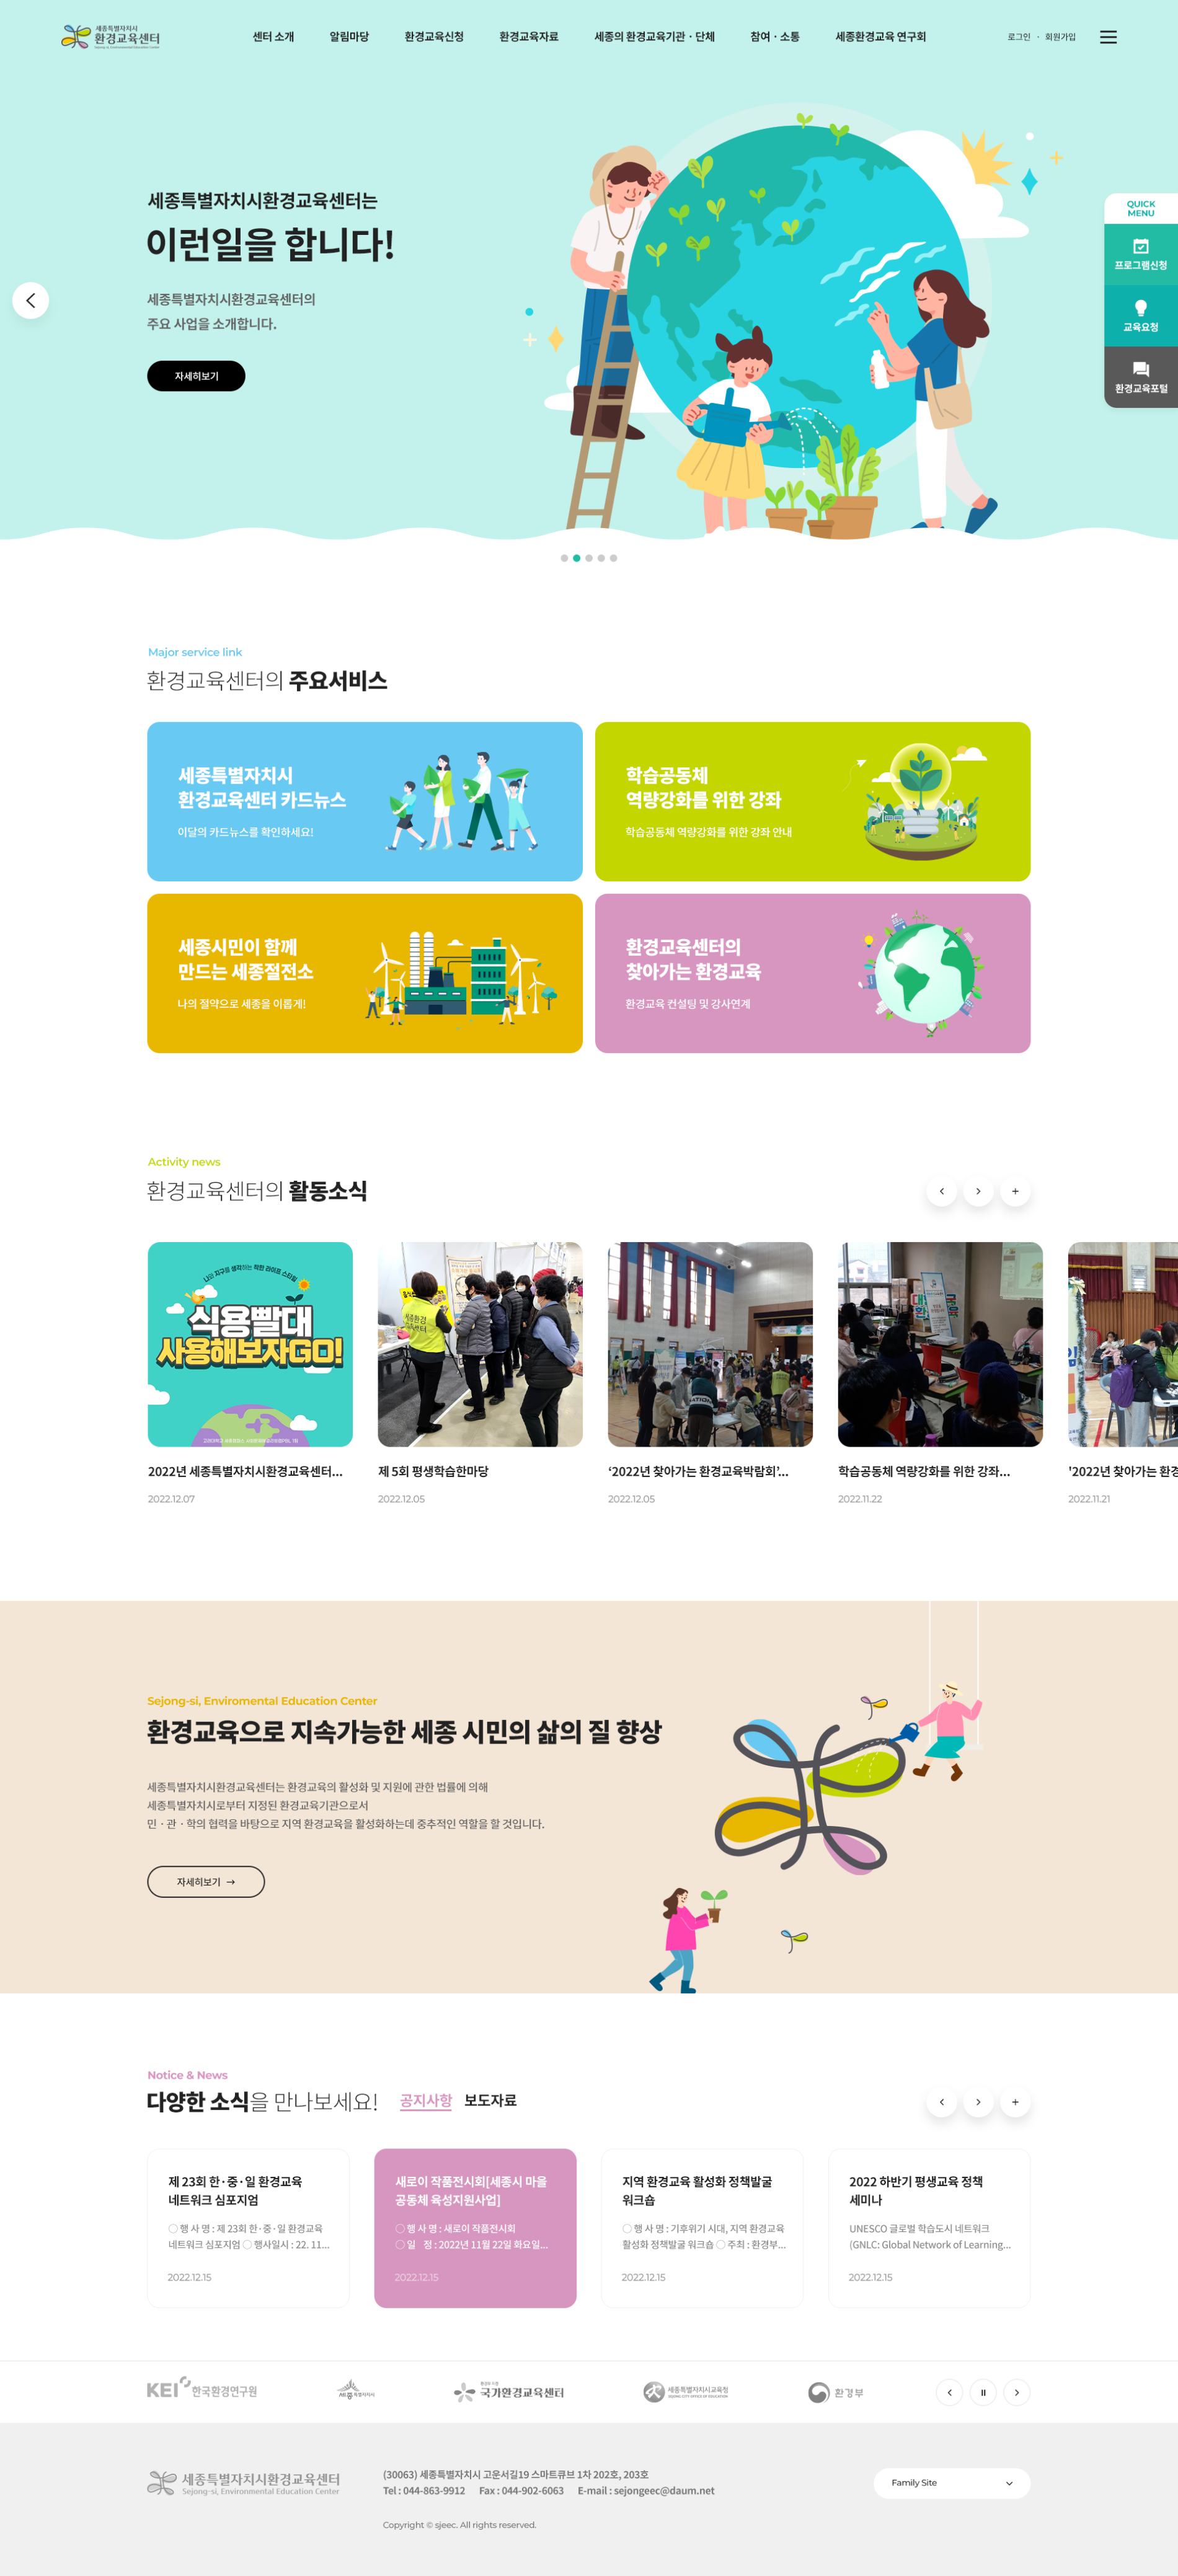 세종특별자치시
환경교육센터
센터 소개
알림마당
환경교육신청
환경교육자료
세종의 환경교육기관 · 단체
참여 · 소통
세종환경교육 연구회
로그인 · 회원가입
세종특별자치시환경교육센터는
이런일을 합니다!
세종특별자치시환경교육센터의
주요 사업을 소개합니다.
자세히보기
QUICK
MENU
프로그램신청
교육요청
환경교육포털
Major service link
환경교육센터의 주요서비스
세종특별자치시
환경교육센터 카드뉴스
이달의 카드뉴스를 확인하세요!
학습공동체
역량강화를 위한 강좌
학습공동체 역량강화를 위한 강좌 안내
세종시민이 함께
만드는 세종절전소
나의 절약으로 세종을 이롭게!
환경교육센터의
찾아가는 환경교육
환경교육 컨설팅 및 강사연계
Activity news
환경교육센터의 활동소식
나와 지구를 생각하는 착한 라이프 스타일
식용빨대
사용해보자GO!
2022년 세종특별자치시환경교육센터...
2022.12.07
제 5회 평생학습한마당
2022.12.05
‘2022년 찾아가는 환경교육박람회’...
2022.12.05
학습공동체 역량강화를 위한 강좌...
2022.11.22
'2022년 찾아가는 환경
2022.11.21
Sejong-si, Enviromental Education Center
환경교육으로 지속가능한 세종 시민의 삶의 질 향상
세종특별자치시환경교육센터는 환경교육의 활성화 및 지원에 관한 법률에 의해
세종특별자치시로부터 지정된 환경교육기관으로서
민 · 관 · 학의 협력을 바탕으로 지역 환경교육을 활성화하는데 중추적인 역할을 할 것입니다.
자세히보기 →
Notice & News
다양한 소식을 만나보세요!
공지사항
보도자료
제 23회 한·중·일 환경교육
네트워크 심포지엄
○ 행 사 명 : 제 23회 한·중·일 환경교육
네트워크 심포지엄 ○ 행사일시 : 22. 11...
2022.12.15
새로이 작품전시회[세종시 마을
공동체 육성지원사업]
○ 행 사 명 : 새로이 작품전시회
○ 일 정 : 2022년 11월 22일 화요일...
2022.12.15
지역 환경교육 활성화 정책발굴
워크숍
○ 행 사 명 : 기후위기 시대, 지역 환경교육
활성화 정책발굴 워크숍 ○ 주최 : 환경부...
2022.12.15
2022 하반기 평생교육 정책
세미나
UNESCO 글로벌 학습도시 네트워크
(GNLC: Global Network of Learning...
2022.12.15
KEI 한국환경연구원
세종특별자치시
국가환경교육센터
세종특별자치시교육청
환경부
세종특별자치시환경교육센터
Sejong-si, Environmental Education Center
(30063) 세종특별자치시 고운서길19 스마트큐브 1차 202호, 203호
Tel : 044-863-9912 Fax : 044-902-6063 E-mail : sejongeec@daum.net
Copyright © sjeec. All rights reserved.
Family Site